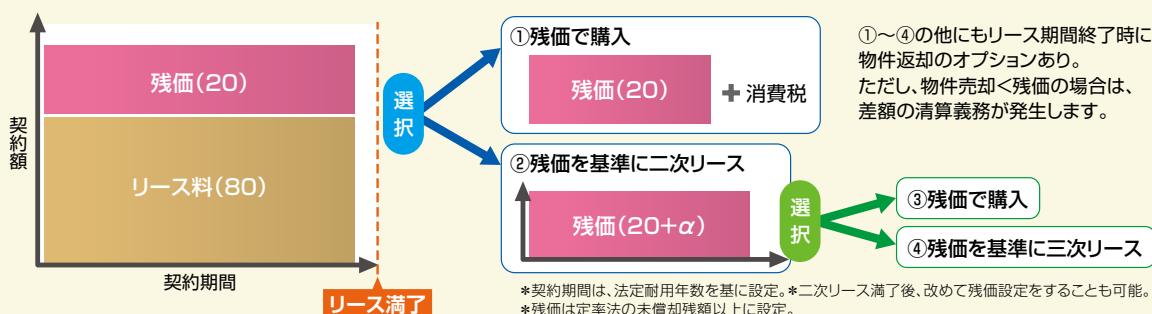 契約額
残価(20)
リース料(80)
契約期間
リース満了
選択
①残価で購入
残価(20)
＋消費税
②残価を基準に二次リース
残価(20+α)
選択
③残価で購入
④残価を基準に三次リース
①～④の他にもリース期間終了時に
物件返却のオプションあり。
ただし、物件売却＜残価の場合は、
差額の清算義務が発生します。
＊契約期間は、法定耐用年数を基に設定。＊二次リース満了後、改めて残価設定をすることも可能。
＊残価は定率法の未償却残額以上に設定。